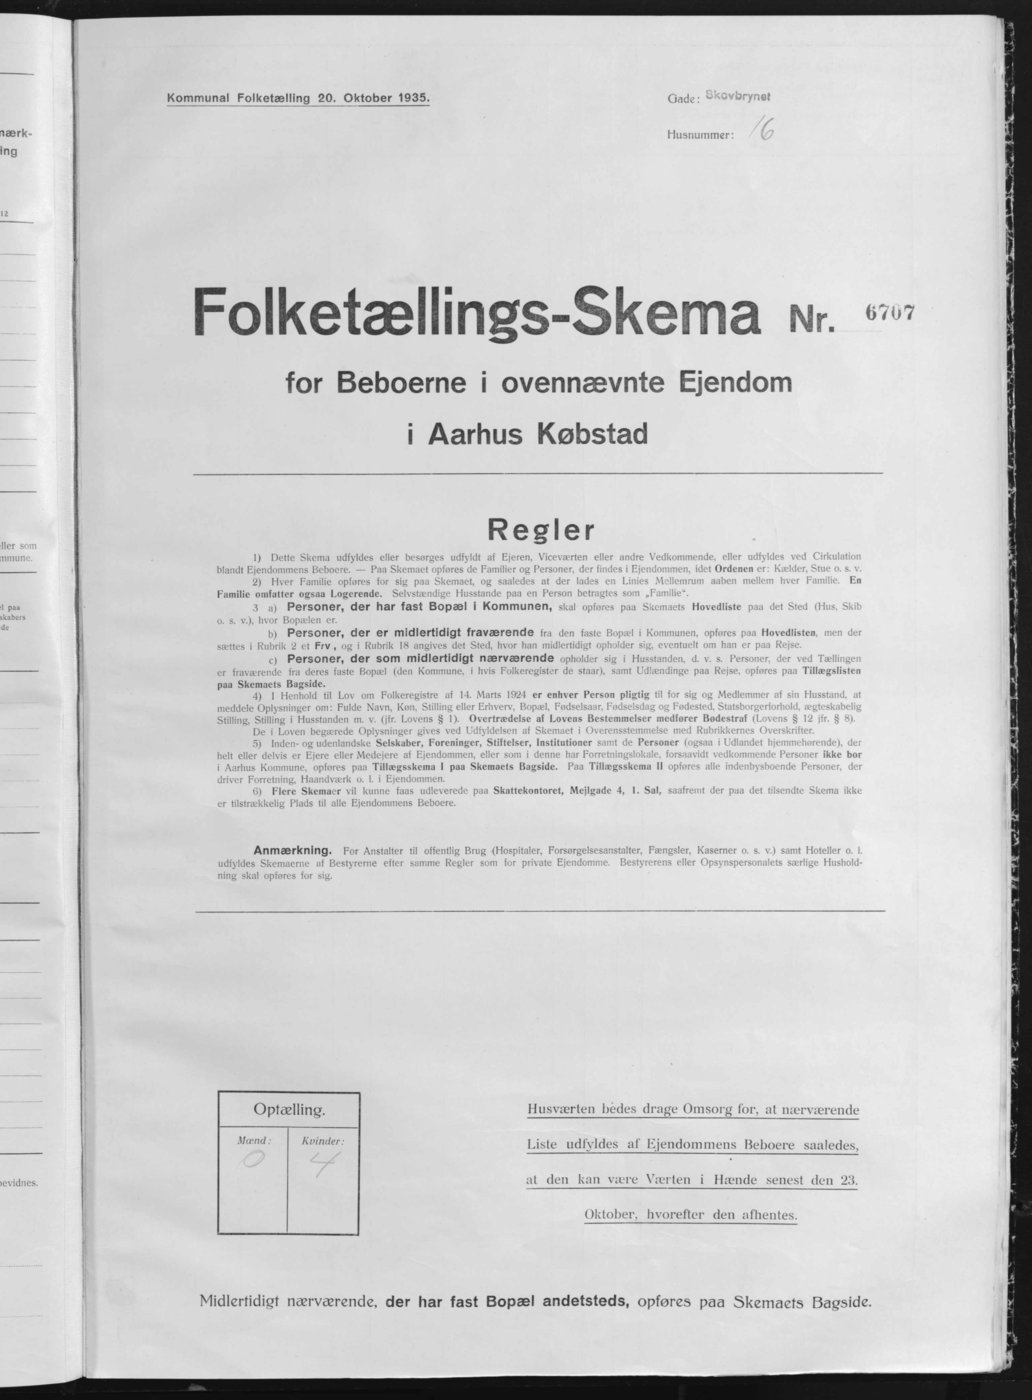 nærk-
ing
12
ller som
mmune.
el paa
skabers
de
bevidnes.
Kommunal Folketælling 20. Oktober 1935.
Gade: Skovbrynet
Husnummer: 16
Folketællings-Skema Nr. 6707
for Beboerne i ovennævnte Ejendom
i Aarhus Købstad
Regler
1) Dette Skema udfyldes eller besørges udfyldt af Ejeren, Viceværten eller andre Vedkommende, eller udfyldes ved Cirkulation
blandt Ejendommens Beboere. — Paa Skemaet opføres de Familier og Personer, der findes i Ejendommen, idet Ordenen er: Kælder, Stue o. s. v.
2) Hver Familie opføres for sig paa Skemaet, og saaledes at der lades en Linies Mellemrum aaben mellem hver Familie. En
Familie omfatter ogsaa Logerende. Selvstændige Husstande paa en Person betragtes som „Familie“.
3 a) Personer, der har fast Bopæl i Kommunen, skal opføres paa Skemaets Hovedliste paa det Sted (Hus, Skib
o. s. v.), hvor Bopælen er.
b) Personer, der er midlertidigt fraværende fra den faste Bopæl i Kommunen, opføres paa Hovedlisten, men der
sættes i Rubrik 2 et Frv., og i Rubrik 18 angives det Sted, hvor han midlertidigt opholder sig, eventuelt om han er paa Rejse.
c) Personer, der som midlertidigt nærværende opholder sig i Husstanden, d. v. s. Personer, der ved Tællingen
er fraværende fra deres faste Bopæl (den Kommune, i hvis Folkeregister de staar), samt Udlændinge paa Rejse, opføres paa Tillægslisten
paa Skemaets Bagside.
4) I Henhold til Lov om Folkeregistre af 14. Marts 1924 er enhver Person pligtig til for sig og Medlemmer af sin Husstand, at
meddele Oplysninger om: Fulde Navn, Køn, Stilling eller Erhverv, Bopæl, Fødselsaar, Fødselsdag og Fødested, Statsborgerforhold, ægteskabelig
Stilling, Stilling i Husstanden m. v. (jfr. Lovens § 1). Overtrædelse af Lovens Bestemmelser medfører Bødestraf (Lovens § 12 jfr. § 8).
De i Loven begærede Oplysninger gives ved Udfyldelsen af Skemaet i Overensstemmelse med Rubrikkernes Overskrifter.
5) Inden- og udenlandske Selskaber, Foreninger, Stiftelser, Institutioner samt de Personer (ogsaa i Udlandet hjemmehørende), der
helt eller delvis er Ejere eller Medejere af Ejendommen, eller som i denne har Forretningslokale, forsaavidt vedkommende Personer ikke bor
i Aarhus Kommune, opføres paa Tillægsskema I paa Skemaets Bagside. Paa Tillægsskema II opføres alle indenbysboende Personer, der
driver Forretning, Haandværk o. l. i Ejendommen.
6) Flere Skemaer vil kunne faas udleverede paa Skattekontoret, Mejlgade 4, 1. Sal, saafremt der paa det tilsendte Skema ikke
er tilstrækkelig Plads til alle Ejendommens Beboere.
Anmærkning. For Anstalter til offentlig Brug (Hospitaler, Forsørgelsesanstalter, Fængsler, Kaserner o. s. v.) samt Hoteller o. l.
udfyldes Skemaerne af Bestyrerne efter samme Regler som for private Ejendomme. Bestyrerens eller Opsynspersonalets særlige Hushold-
ning skal opføres for sig.
Optælling.
Mænd: Kvinder:
0 4
Husværten bedes drage Omsorg for, at nærværende
Liste udfyldes af Ejendommens Beboere saaledes,
at den kan være Værten i Hænde senest den 23.
Oktober, hvorefter den afhentes.
Midlertidigt nærværende, der har fast Bopæl andetsteds, opføres paa Skemaets Bagside.